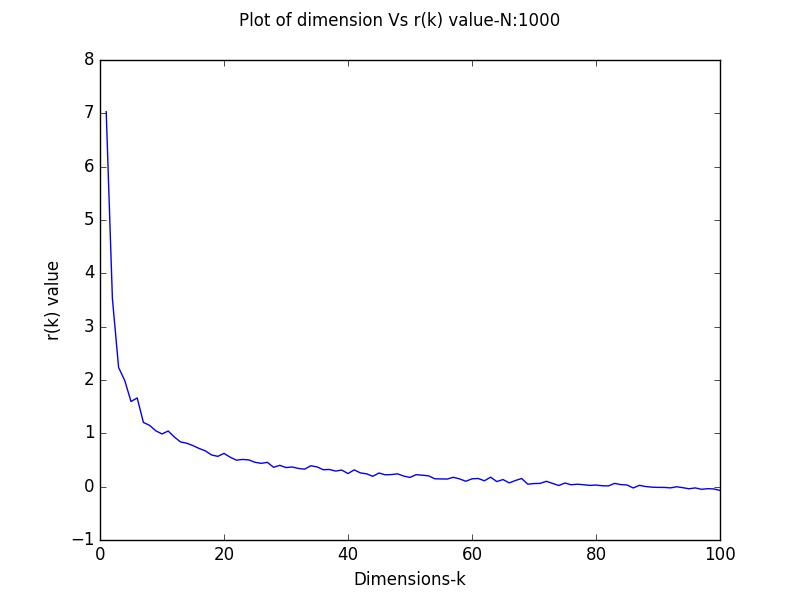 Plot of dimension Vs r(k) value-N:1000
8
7
6
5
4
3
2
1
0
−1
r(k) value
0 20 40 60 80 100
Dimensions-k